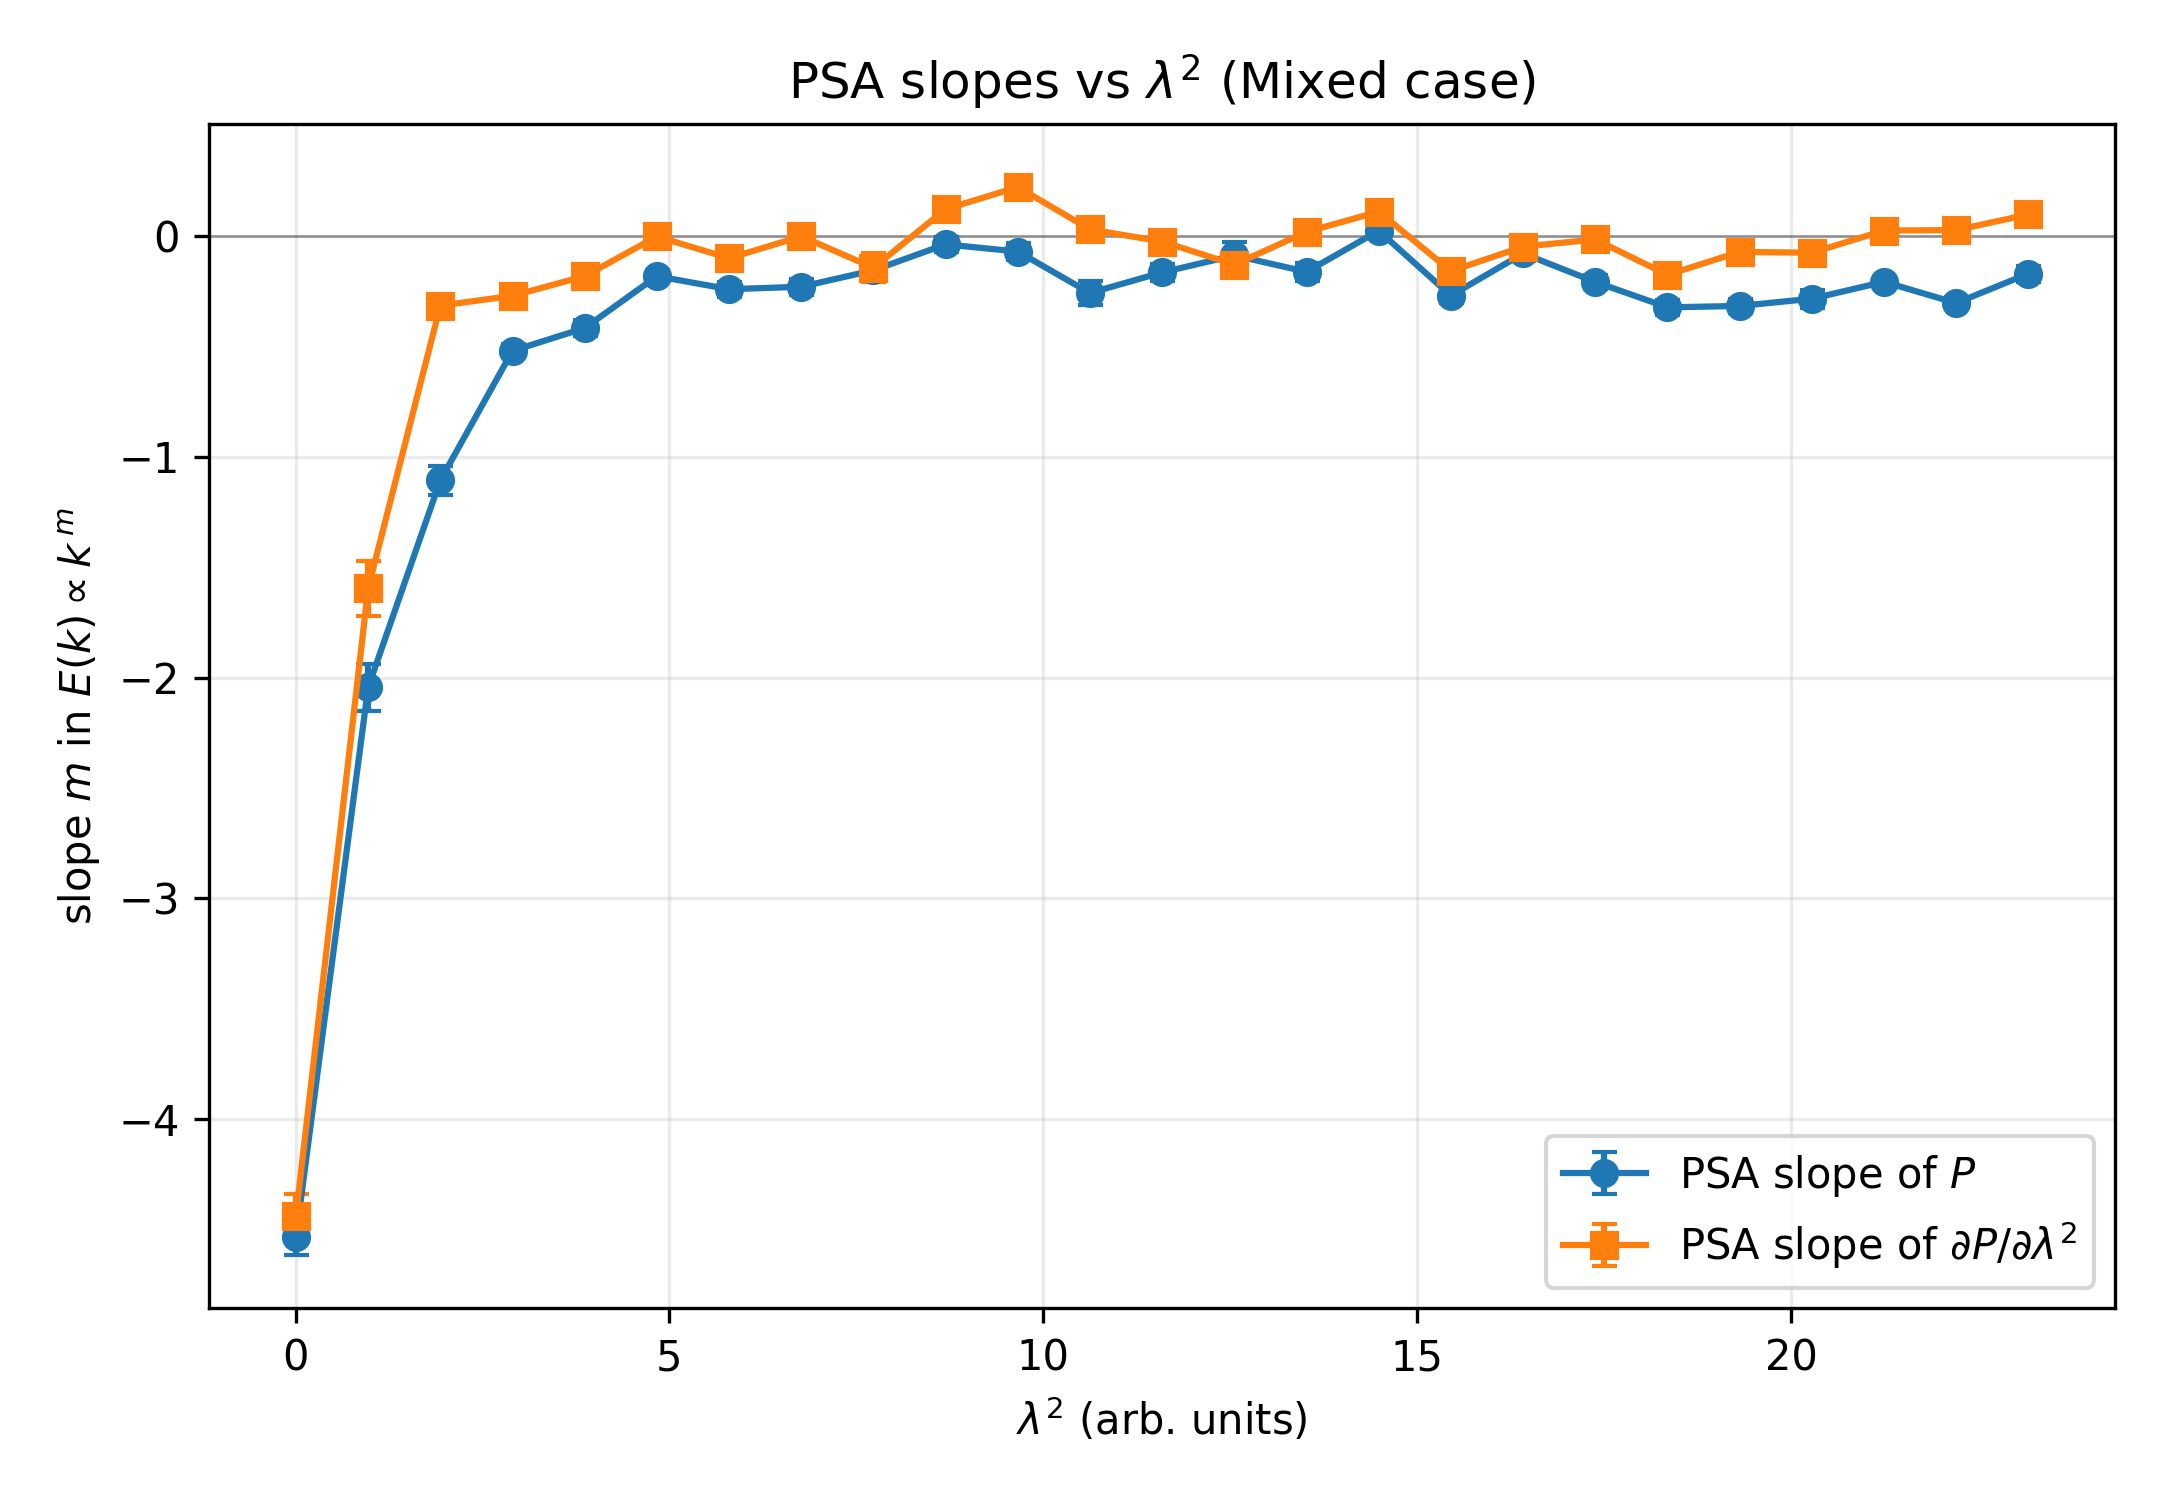 PSA slopes vs λ² (Mixed case)
slope m in E(k) ∝ kᵐ
0
−1
−2
−3
−4
0
5
10
15
20
λ² (arb. units)
PSA slope of P
PSA slope of ∂P/∂λ²